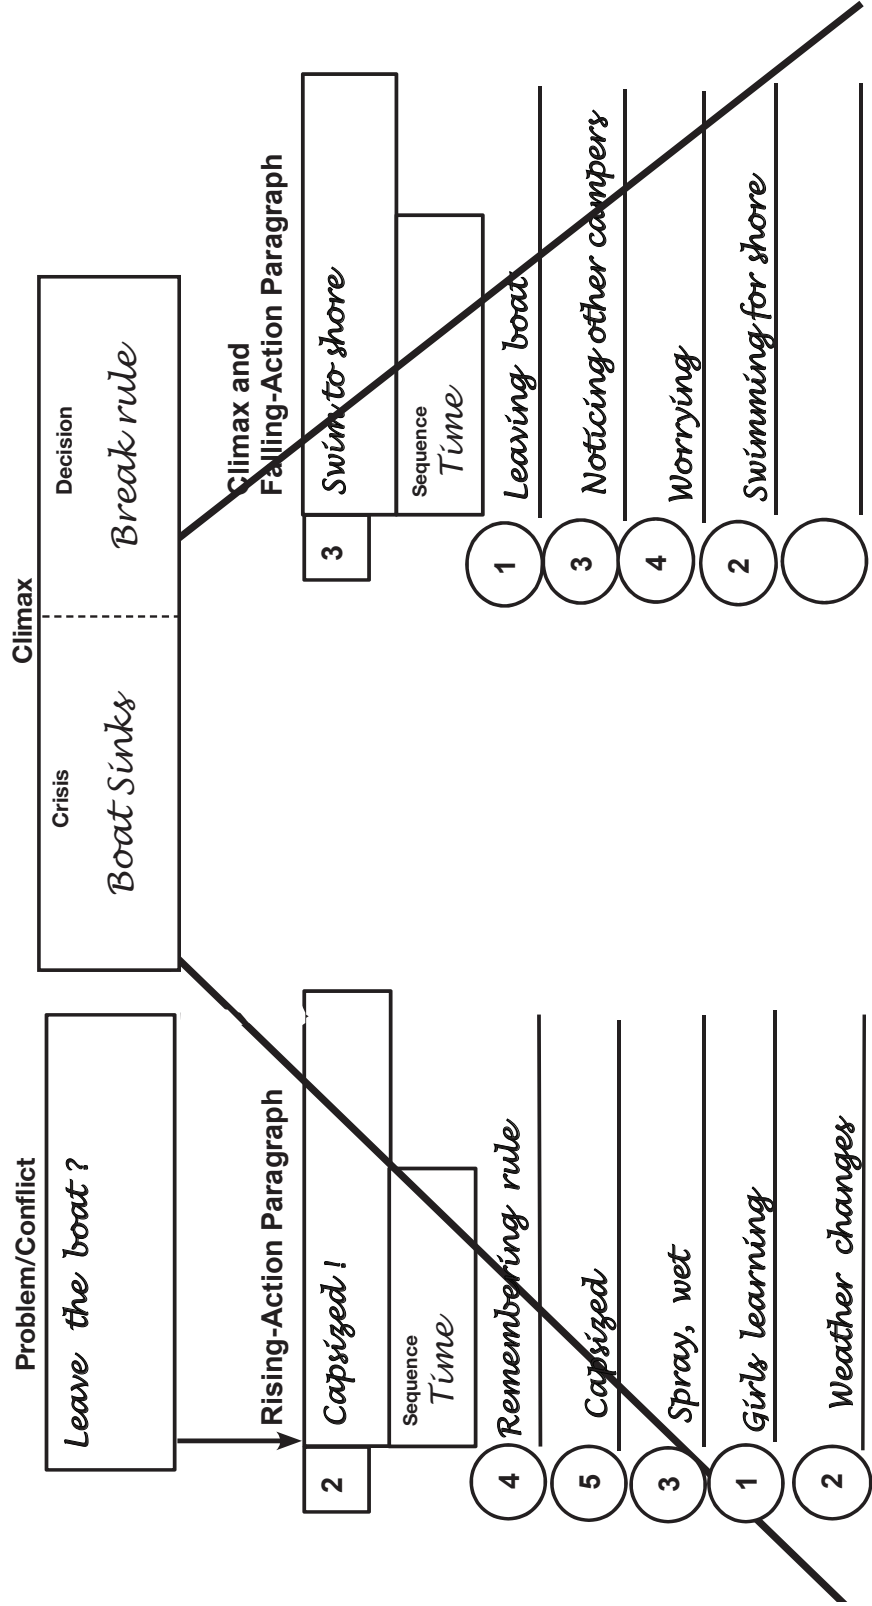 Problem/Conflict
Leave the boat?
Climax
Crisis
Boat Sinks
Decision
Break rule
Rising-Action Paragraph
2
Capsized!
Sequence
Time
4 Remembering rule
5 Capsized
3 Spray, wet
1 Girls learning
2 Weather changes
Climax and
Falling-Action Paragraph
3
Swim to shore
Sequence
Time
1 Leaving boat
3 Noticing other campers
4 Worrying
2 Swimming for shore